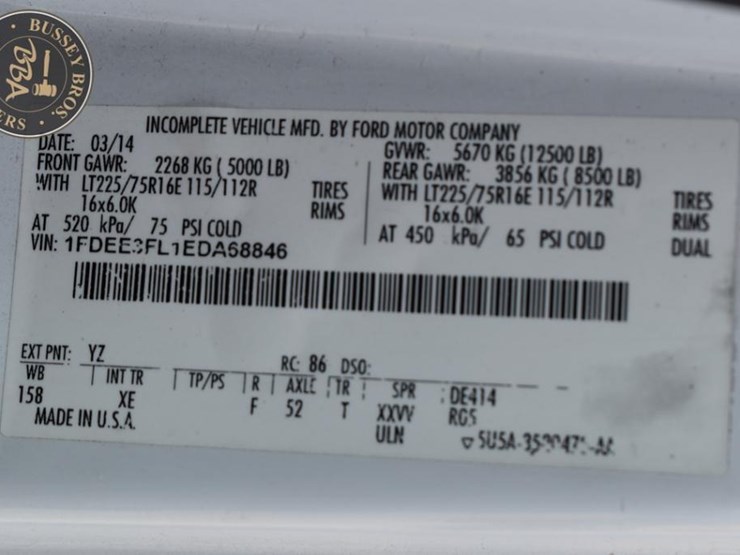 BUSSEY BROS.
BBA
ERS
INCOMPLETE VEHICLE MFD. BY FORD MOTOR COMPANY
DATE: 03/14 GVWR: 5670 KG (12500 LB)
FRONT GAWR: 2268 KG ( 5000 LB) REAR GAWR: 3856 KG ( 8500 LB)
WITH LT225/75R16E 115/112R TIRES WITH LT225/75R16E 115/112R TIRES
16x6.0K RIMS 16x6.0K RIMS
AT 520 kPa/ 75 PSI COLD AT 450 kPa/ 65 PSI COLD DUAL
VIN: 1FDEE3FL1EDA68846
EXT PNT: YZ RC: 86 DSO:
WB INT TR TP/PS R AXLE TR SPR DE414
158 XE F 52 T XXVV RG5
MADE IN U.S.A. ULN